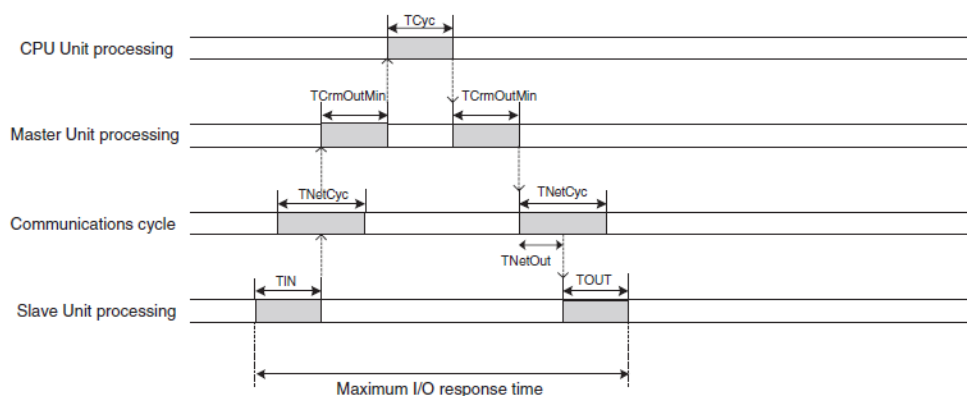 TCyc
CPU Unit processing
TCrmOutMin
TCrmOutMin
Master Unit processing
TNetCyc
TNetCyc
Communications cycle
TNetOut
TIN
TOUT
Slave Unit processing
Maximum I/O response time